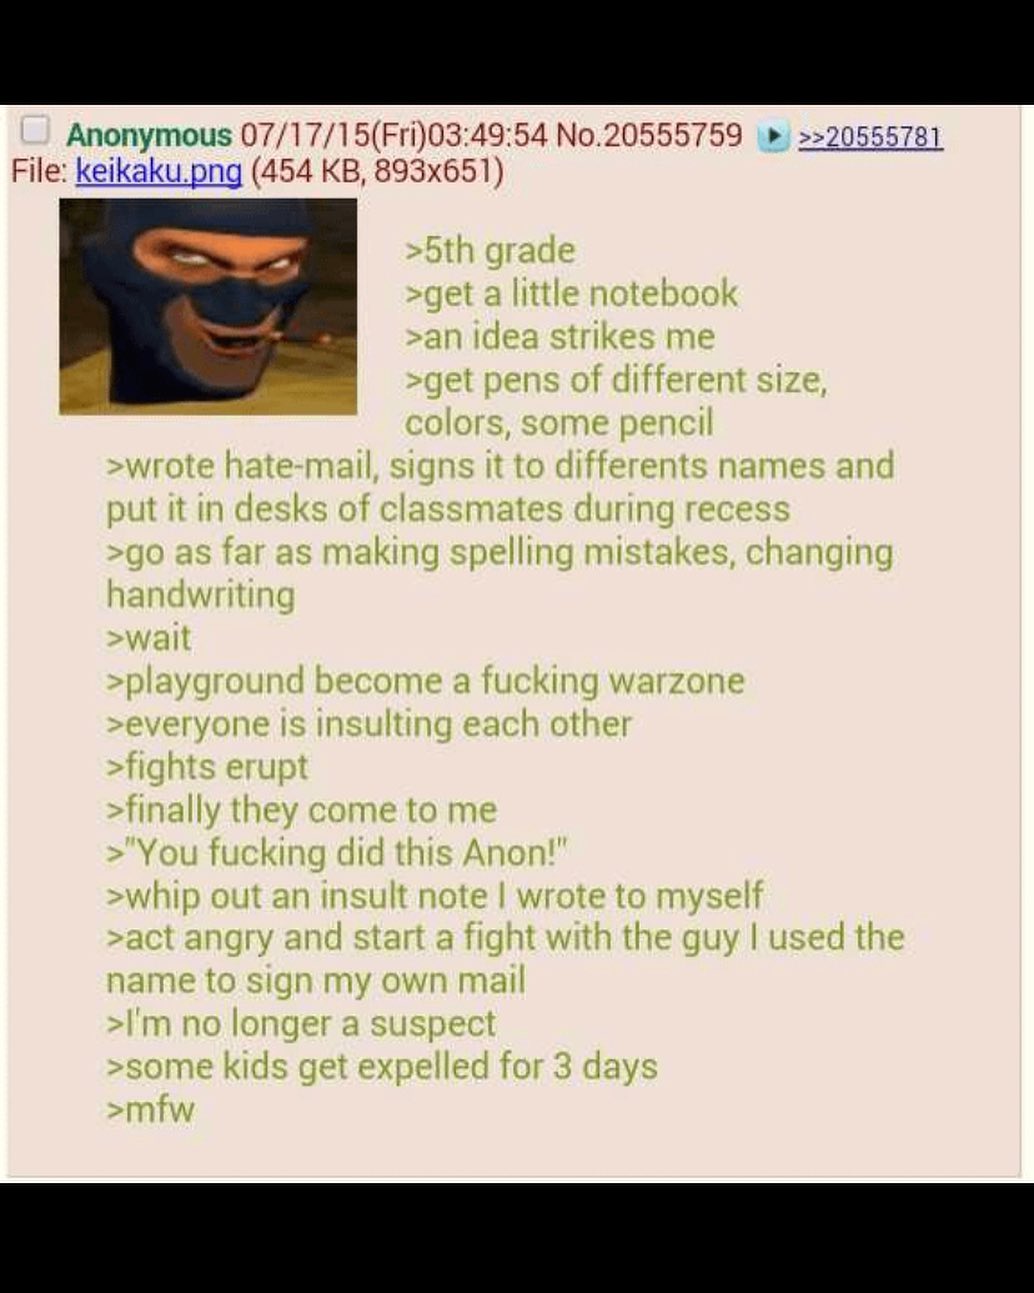 Anonymous 07/17/15(Fri)03:49:54 No.20555759 >>20555781
File: keikaku.png (454 KB, 893x651)
>5th grade
>get a little notebook
>an idea strikes me
>get pens of different size,
colors, some pencil
>wrote hate-mail, signs it to differents names and
put it in desks of classmates during recess
>go as far as making spelling mistakes, changing
handwriting
>wait
>playground become a fucking warzone
>everyone is insulting each other
>fights erupt
>finally they come to me
>"You fucking did this Anon!"
>whip out an insult note I wrote to myself
>act angry and start a fight with the guy I used the
name to sign my own mail
>I'm no longer a suspect
>some kids get expelled for 3 days
>mfw